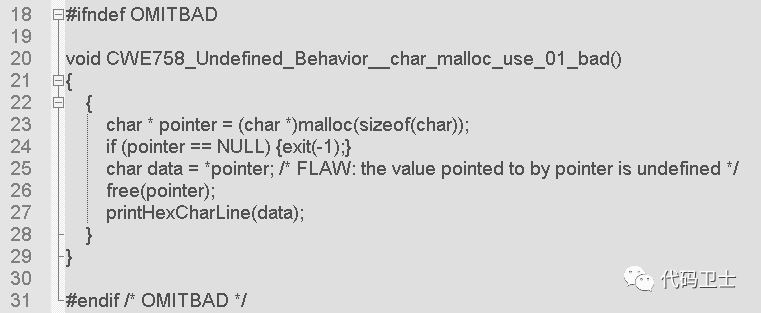 18 #ifndef OMITBAD
19
20 void CWE758_Undefined_Behavior__char_malloc_use_01_bad()
21 {
22 {
23 char * pointer = (char *)malloc(sizeof(char));
24 if (pointer == NULL) {exit(-1);}
25 char data = *pointer; /* FLAW: the value pointed to by pointer is undefined */
26 free(pointer);
27 printHexCharLine(data);
28 }
29 }
30
31 #endif /* OMITBAD */
代码卫士